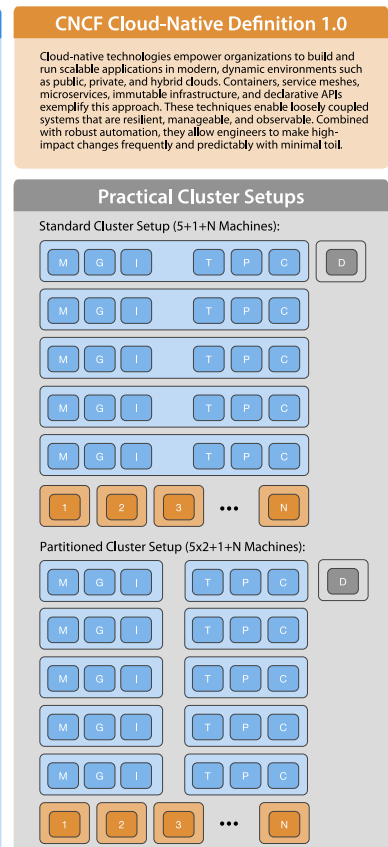 CNCF Cloud-Native Definition 1.0
Cloud-native technologies empower organizations to build and
run scalable applications in modern, dynamic environments such
as public, private, and hybrid clouds. Containers, service meshes,
microservices, immutable infrastructure, and declarative APIs
exemplify this approach. These techniques enable loosely coupled
systems that are resilient, manageable, and observable. Combined
with robust automation, they allow engineers to make high-
impact changes frequently and predictably with minimal toil.
Practical Cluster Setups
Standard Cluster Setup (5+1+N Machines):
M G I T P C D
M G I T P C
M G I T P C
M G I T P C
M G I T P C
1 2 3 ••• N
Partitioned Cluster Setup (5x2+1+N Machines):
M G I T P C D
M G I T P C
M G I T P C
M G I T P C
M G I T P C
1 2 3 ••• N